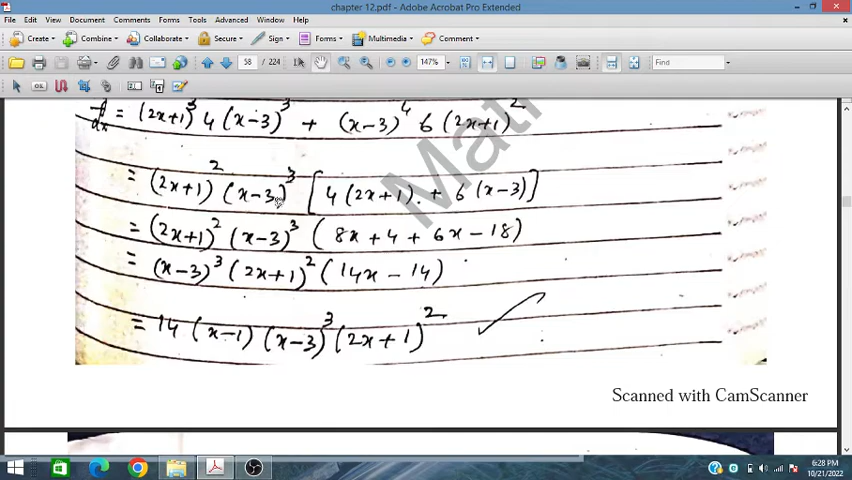 chapter 12.pdf - Adobe Acrobat Pro Extended
File Edit View Document Comments Forms Tools Advanced Window Help
Create Combine Collaborate Secure Sign Forms Multimedia Comment
58 / 224 147% Find
d/dx = (2x+1)³ 4 (x-3)³ + (x-3)⁴ 6 (2x+1)²
= (2x+1)² (x-3)³ [4 (2x+1) + 6 (x-3)]
= (2x+1)² (x-3)³ (8x + 4 + 6x - 18)
= (x-3)³ (2x+1)² (14x - 14)
= 14 (x-1) (x-3)³ (2x+1)²
Scanned with CamScanner
6:28 PM
10/21/2022